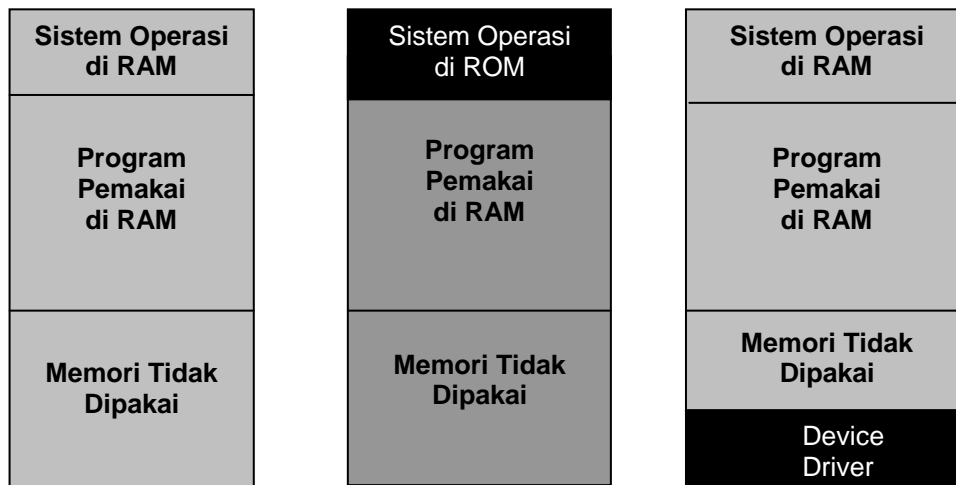 Sistem Operasi
di RAM
Program
Pemakai
di RAM
Memori Tidak
Dipakai
Sistem Operasi
di ROM
Program
Pemakai
di RAM
Memori Tidak
Dipakai
Sistem Operasi
di RAM
Program
Pemakai
di RAM
Memori Tidak
Dipakai
Device
Driver